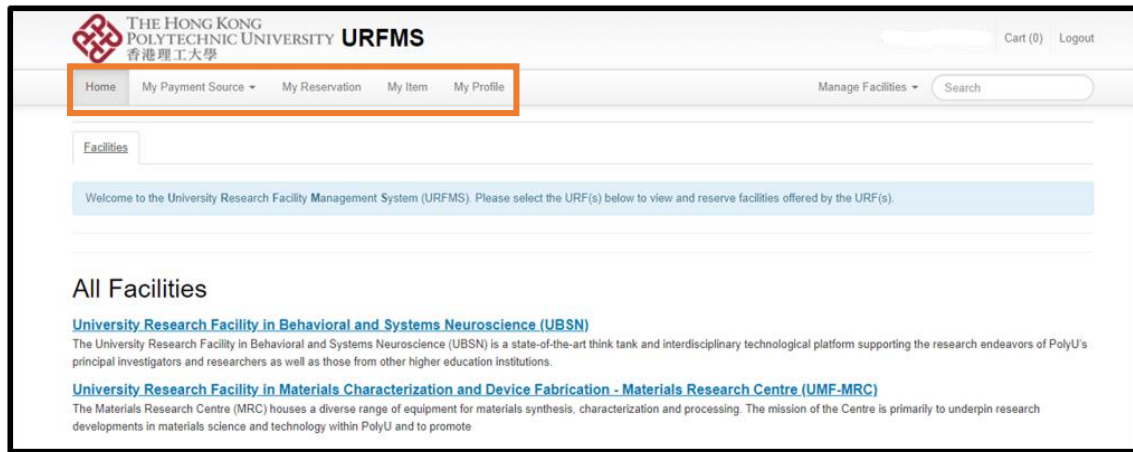 THE HONG KONG
POLYTECHNIC UNIVERSITY URFMS
香港理工大學
Cart (0) Logout
Home My Payment Source My Reservation My Item My Profile Manage Facilities Search
Facilities
Welcome to the University Research Facility Management System (URFMS). Please select the URF(s) below to view and reserve facilities offered by the URF(s).
All Facilities
University Research Facility in Behavioral and Systems Neuroscience (UBSN)
The University Research Facility in Behavioral and Systems Neuroscience (UBSN) is a state-of-the-art think tank and interdisciplinary technological platform supporting the research endeavors of PolyU's
principal investigators and researchers as well as those from other higher education institutions.
University Research Facility in Materials Characterization and Device Fabrication - Materials Research Centre (UMF-MRC)
The Materials Research Centre (MRC) houses a diverse range of equipment for materials synthesis, characterization and processing. The mission of the Centre is primarily to underpin research
developments in materials science and technology within PolyU and to promote